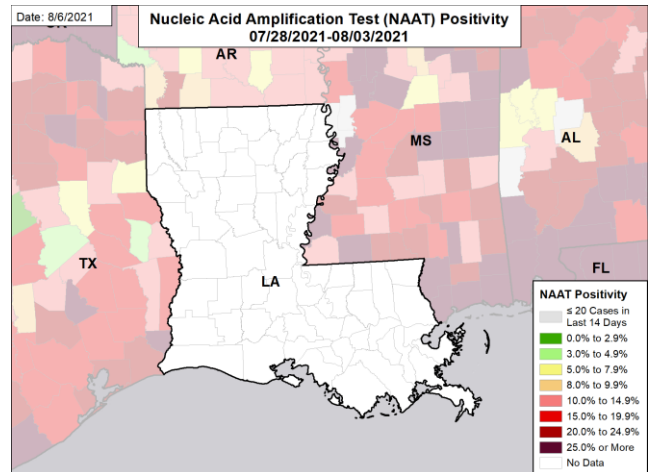 Date: 8/6/2021
Nucleic Acid Amplification Test (NAAT) Positivity
07/28/2021-08/03/2021
AR
MS
AL
TX
LA
FL
NAAT Positivity
≤ 20 Cases in
Last 14 Days
0.0% to 2.9%
3.0% to 4.9%
5.0% to 7.9%
8.0% to 9.9%
10.0% to 14.9%
15.0% to 19.9%
20.0% to 24.9%
25.0% or More
No Data